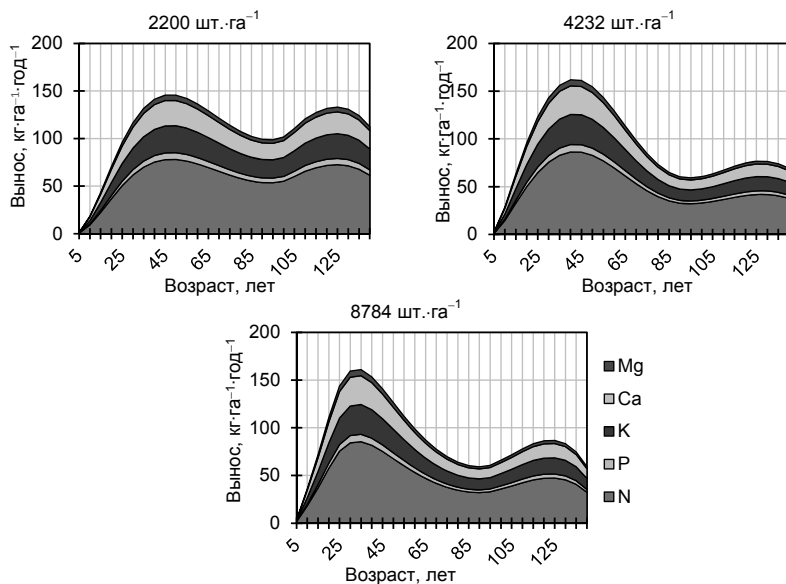 2200 шт.·га⁻¹
Вынос, кг·га⁻¹·год⁻¹
200
150
100
50
0
5 25 45 65 85 105 125
Возраст, лет
4232 шт.·га⁻¹
Вынос, кг·га⁻¹·год⁻¹
200
150
100
50
0
5 25 45 65 85 105 125
Возраст, лет
8784 шт.·га⁻¹
Вынос, кг·га⁻¹·год⁻¹
200
150
100
50
0
5 25 45 65 85 105 125
Возраст, лет
Mg
Ca
K
P
N